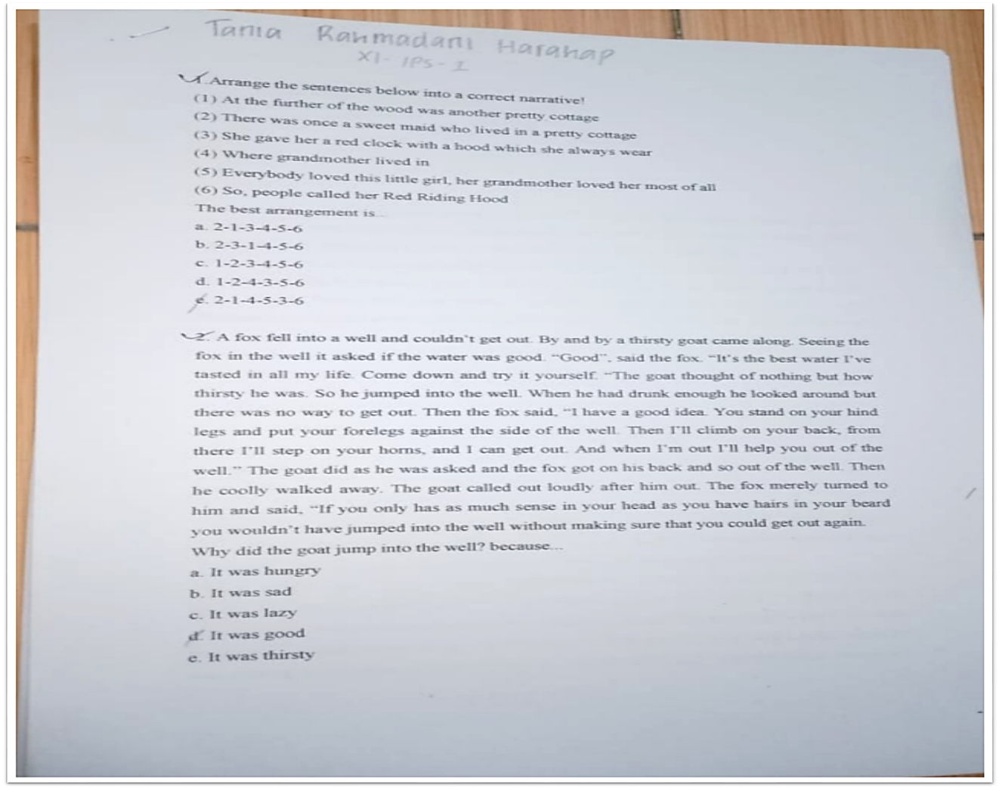 Tania Rahmadani Harahap
XI-IPS-I
1. Arrange the sentences below into a correct narrative!
(1) At the further of the wood was another pretty cottage
(2) There was once a sweet maid who lived in a pretty cottage
(3) She gave her a red clock with a hood which she always wear
(4) Where grandmother lived in
(5) Everybody loved this little girl, her grandmother loved her most of all
(6) So, people called her Red Riding Hood
The best arrangement is...
a. 2-1-3-4-5-6
b. 2-3-1-4-5-6
c. 1-2-3-4-5-6
d. 1-2-4-3-5-6
e. 2-1-4-5-3-6
2. A fox fell into a well and couldn't get out. By and by a thirsty goat came along. Seeing the
fox in the well it asked if the water was good. "Good", said the fox. "It's the best water I've
tasted in all my life. Come down and try it yourself. "The goat thought of nothing but how
thirsty he was. So he jumped into the well. When he had drunk enough he looked around but
there was no way to get out. Then the fox said, "I have a good idea. You stand on your hind
legs and put your forelegs against the side of the well. Then I'll climb on your back, from
there I'll step on your horns, and I can get out. And when I'm out I'll help you out of the
well." The goat did as he was asked and the fox got on his back and so out of the well. Then
he coolly walked away. The goat called out loudly after him out. The fox merely turned to
him and said, "If you only has as much sense in your head as you have hairs in your beard
you wouldn't have jumped into the well without making sure that you could get out again.
Why did the goat jump into the well? because...
a. It was hungry
b. It was sad
c. It was lazy
d. It was good
e. It was thirsty